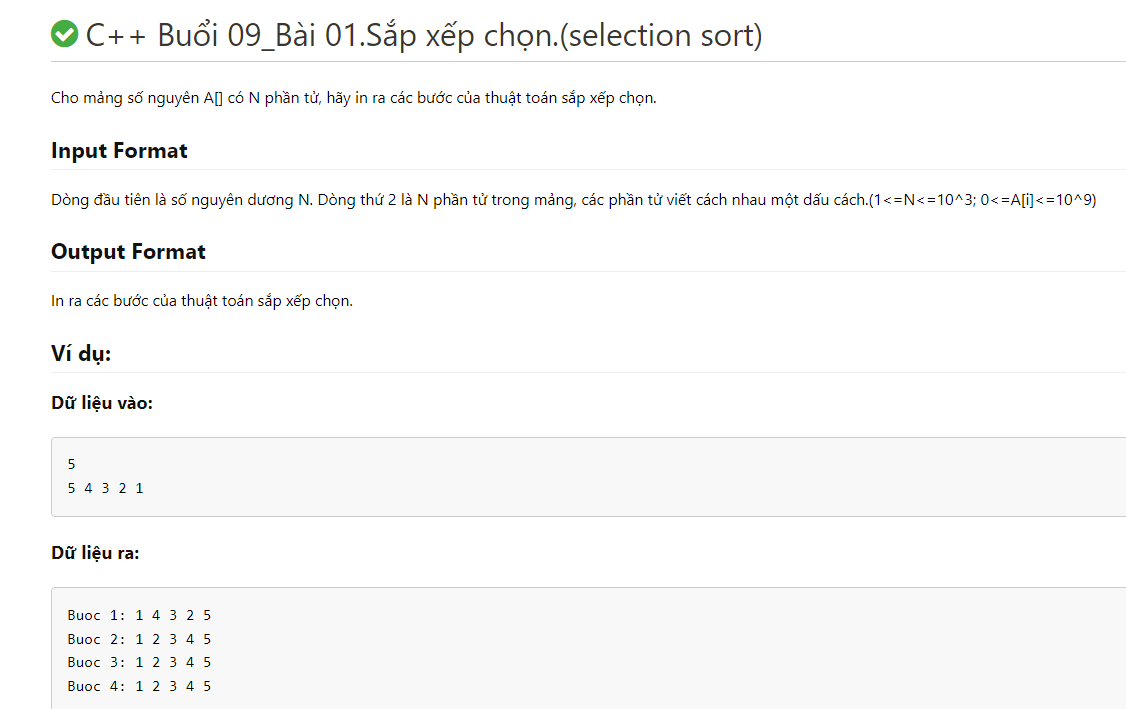 C++ Buổi 09_Bài 01.Sắp xếp chọn.(selection sort)
Cho mảng số nguyên A[] có N phần tử, hãy in ra các bước của thuật toán sắp xếp chọn.
Input Format
Dòng đầu tiên là số nguyên dương N. Dòng thứ 2 là N phần tử trong mảng, các phần tử viết cách nhau một dấu cách.(1<=N<=10^3; 0<=A[i]<=10^9)
Output Format
In ra các bước của thuật toán sắp xếp chọn.
Ví dụ:
Dữ liệu vào:
5
5 4 3 2 1
Dữ liệu ra:
Buoc 1: 1 4 3 2 5
Buoc 2: 1 2 3 4 5
Buoc 3: 1 2 3 4 5
Buoc 4: 1 2 3 4 5